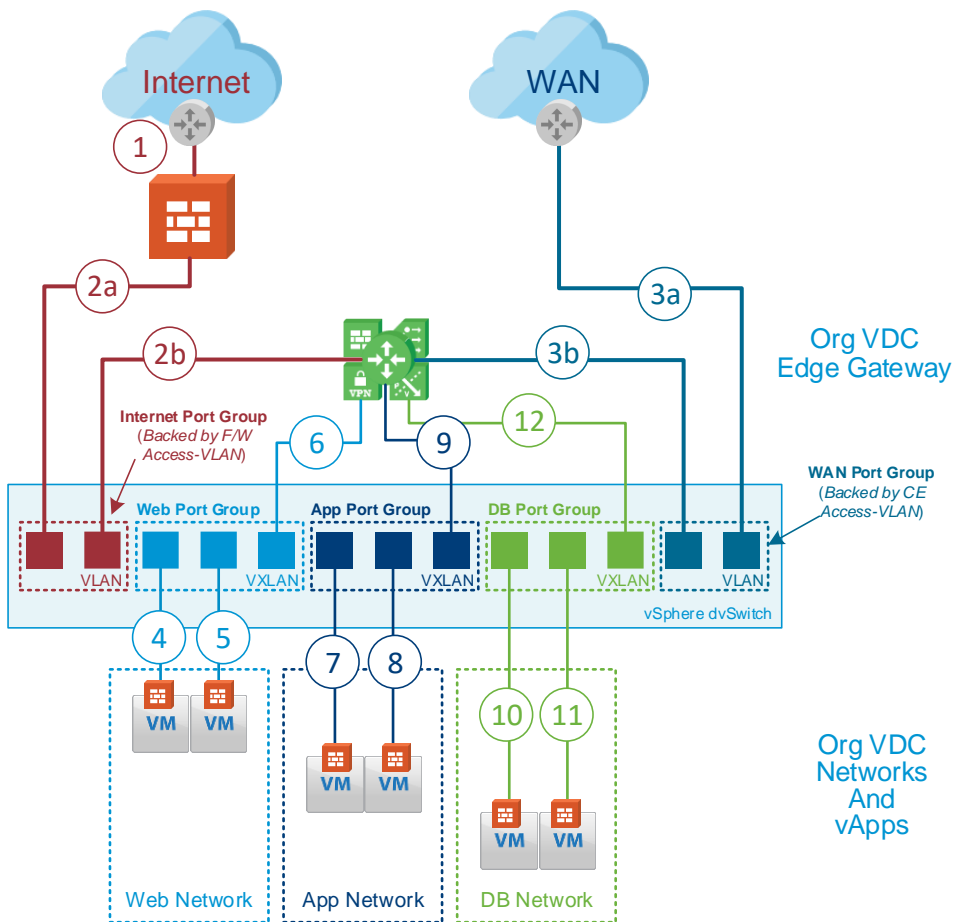 Internet
WAN
1
2a
3a
2b
3b
VPN
Org VDC
Edge Gateway
Internet Port Group
(Backed by F/W
Access-VLAN)
6
9
12
WAN Port Group
(Backed by CE
Access-VLAN)
Web Port Group
App Port Group
DB Port Group
VLAN
VXLAN
VXLAN
VXLAN
VLAN
vSphere dvSwitch
4
5
7
8
10
11
VM
VM
VM
VM
VM
VM
Org VDC
Networks
And
vApps
Web Network
App Network
DB Network